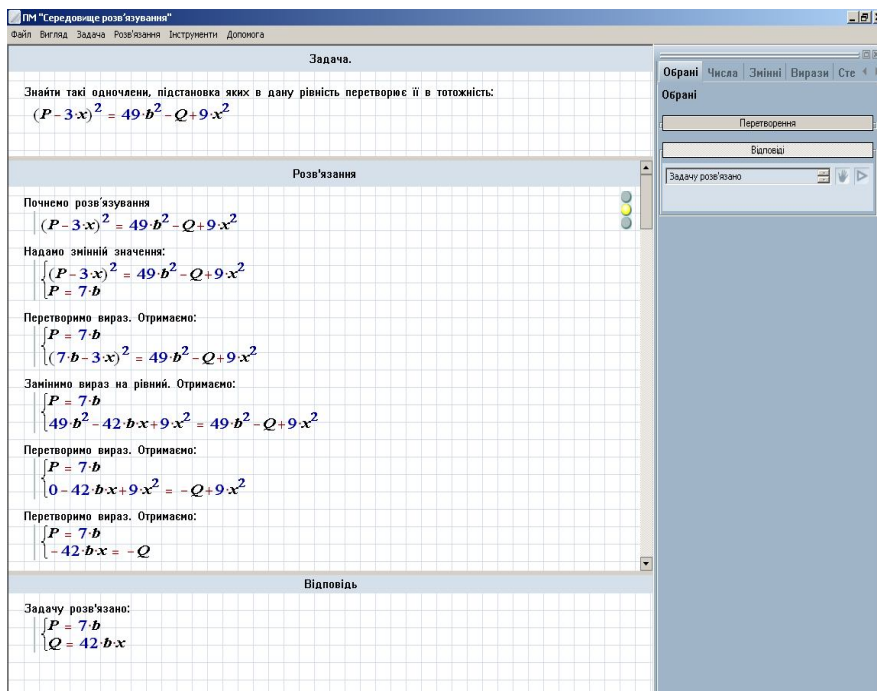 ПМ "Середовище розв'язування"
Файл Вигляд Задача Розв'язання Інструменти Допомога
Задача.
Знайти такі одночлени, підстановка яких в дану рівність перетворює її в тотожність:
(P-3·x)² = 49·b²-Q+9·x²
Розв'язання
Почнемо розв'язування
(P-3·x)² = 49·b²-Q+9·x²
Надамо змінній значення:
(P-3·x)² = 49·b²-Q+9·x²
P = 7·b
Перетворимо вираз. Отримаємо:
P = 7·b
(7·b-3·x)² = 49·b²-Q+9·x²
Замінимо вираз на рівний. Отримаємо:
P = 7·b
49·b²-42·b·x+9·x² = 49·b²-Q+9·x²
Перетворимо вираз. Отримаємо:
P = 7·b
0-42·b·x+9·x² = -Q+9·x²
Перетворимо вираз. Отримаємо:
P = 7·b
-42·b·x = -Q
Відповідь
Задачу розв'язано:
P = 7·b
Q = 42·b·x
Обрані Числа Змінні Вирази Сте
Обрані
Перетворення
Відповіді
Задачу розв'язано